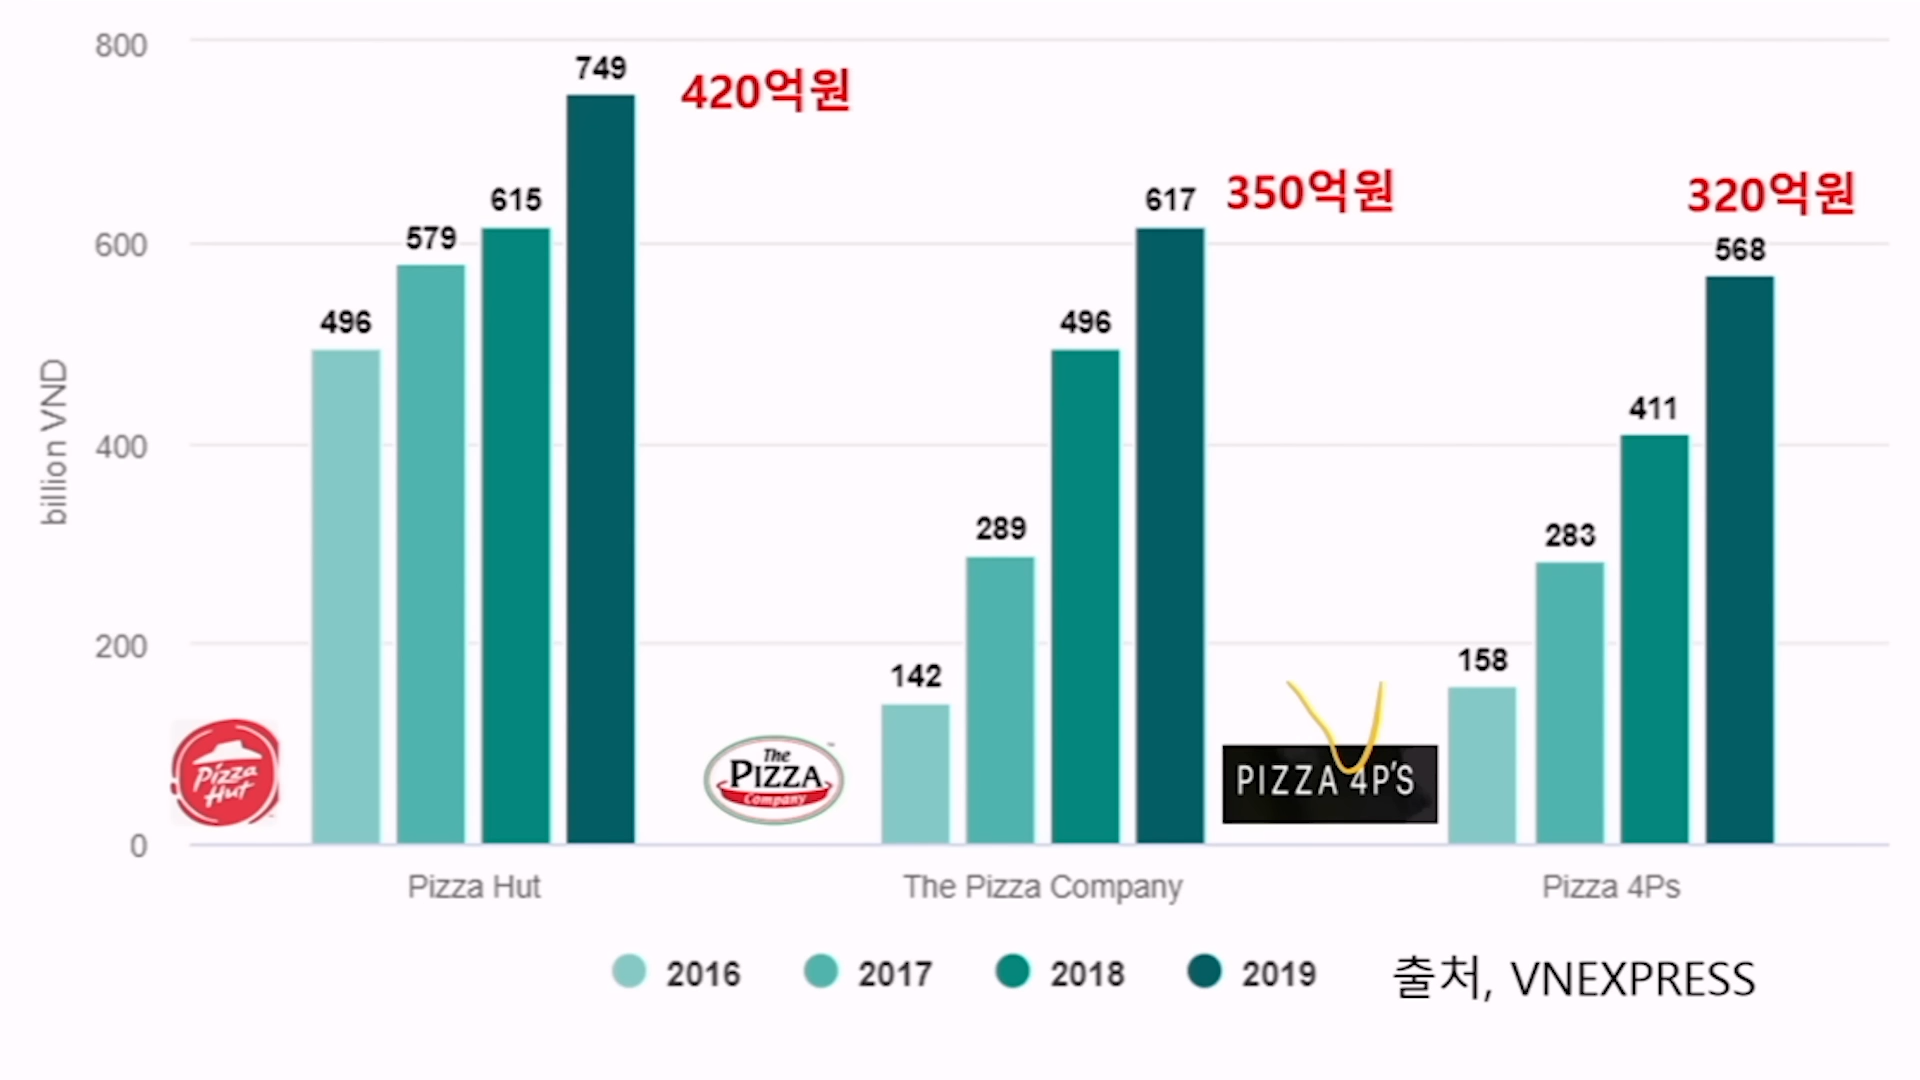 800
749
420억원
615
617
350억원
320억원
600
579
568
496
496
billion VND
400
411
289
283
200
142
158
Pizza
Hut
The
PIZZA
Company
PIZZA 4P'S
0
Pizza Hut
The Pizza Company
Pizza 4Ps
2016
2017
2018
2019
출처, VNEXPRESS